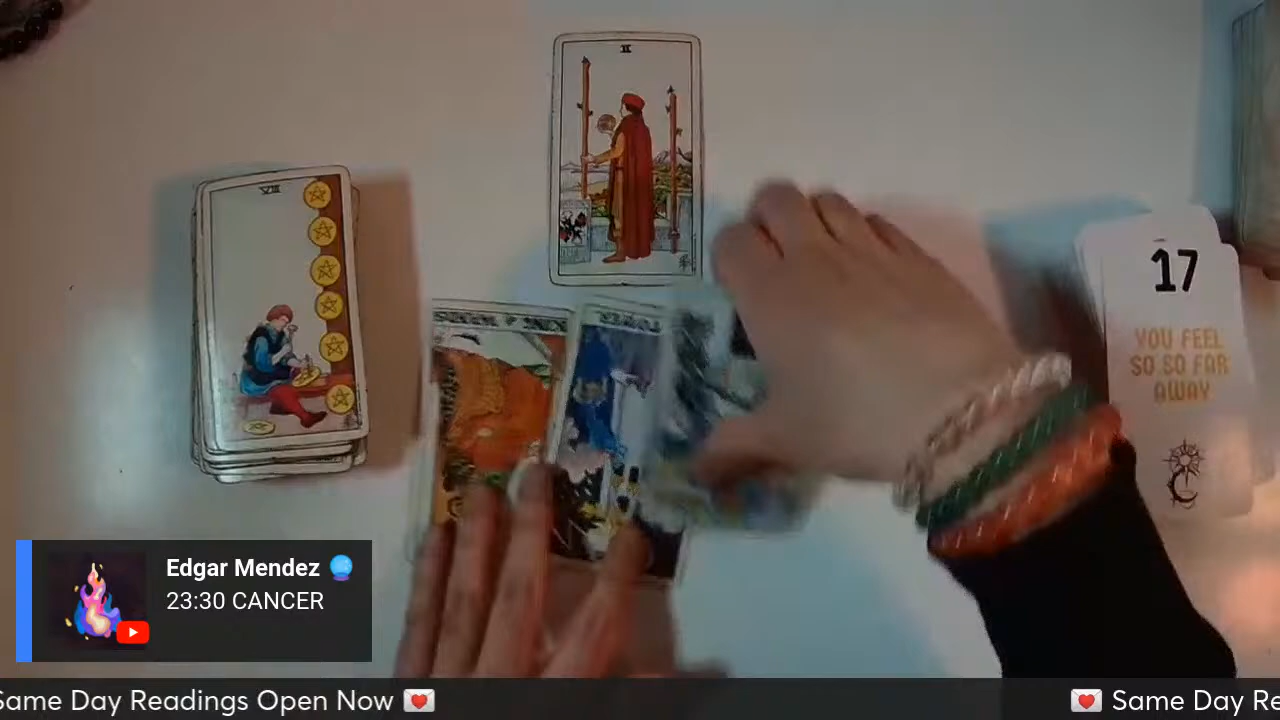 II
VIII
17
YOU FEEL
SO SO FAR
AWAY
Edgar Mendez
23:30 CANCER
Same Day Readings Open Now
Same Day Re